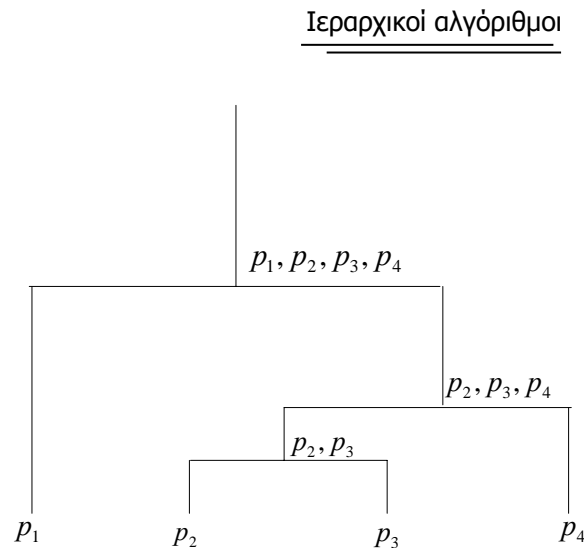 Ιεραρχικοί αλγόριθμοι
p₁, p₂, p₃, p₄
p₂, p₃, p₄
p₂, p₃
p₁ p₂ p₃ p₄